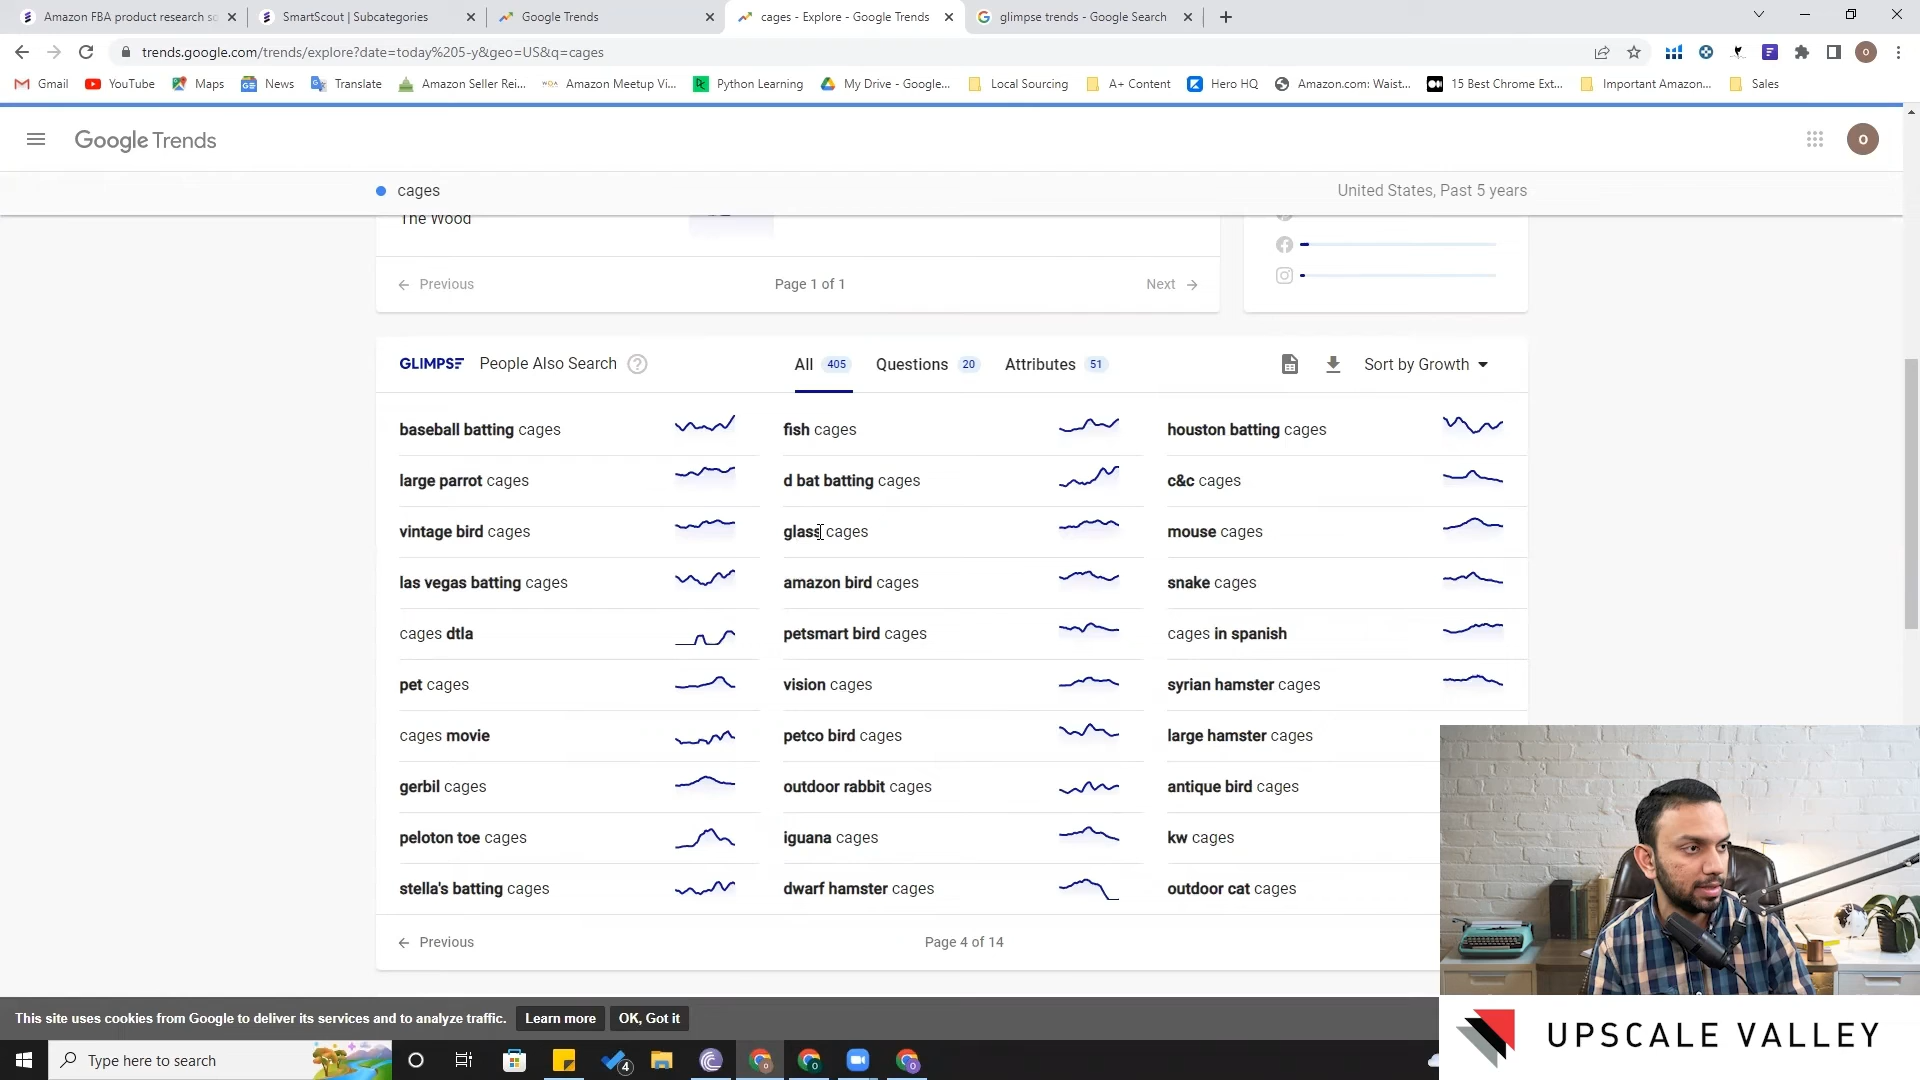 Amazon FBA product research so
SmartScout | Subcategories
Google Trends
cages - Explore - Google Trends
glimpse trends - Google Search
trends.google.com/trends/explore?date=today%205-y&geo=US&q=cages
Gmail
YouTube
Maps
News
Translate
Amazon Seller Rei...
Amazon Meetup Vi...
Python Learning
My Drive - Google...
Local Sourcing
A+ Content
Hero HQ
Amazon.com: Waist...
15 Best Chrome Ext...
Important Amazon...
Sales
Google Trends
cages
United States, Past 5 years
The Wood
Previous
Page 1 of 1
Next
GLIMPSE People Also Search
All 405
Questions 20
Attributes 51
Sort by Growth
baseball batting cages
fish cages
houston batting cages
large parrot cages
d bat batting cages
c&c cages
vintage bird cages
glass cages
mouse cages
las vegas batting cages
amazon bird cages
snake cages
cages dtla
petsmart bird cages
cages in spanish
pet cages
vision cages
syrian hamster cages
cages movie
petco bird cages
large hamster cages
gerbil cages
outdoor rabbit cages
antique bird cages
peloton toe cages
iguana cages
kw cages
stella's batting cages
dwarf hamster cages
outdoor cat cages
Previous
Page 4 of 14
This site uses cookies from Google to deliver its services and to analyze traffic.
Learn more
OK, Got it
UPSCALE VALLEY
Type here to search
4